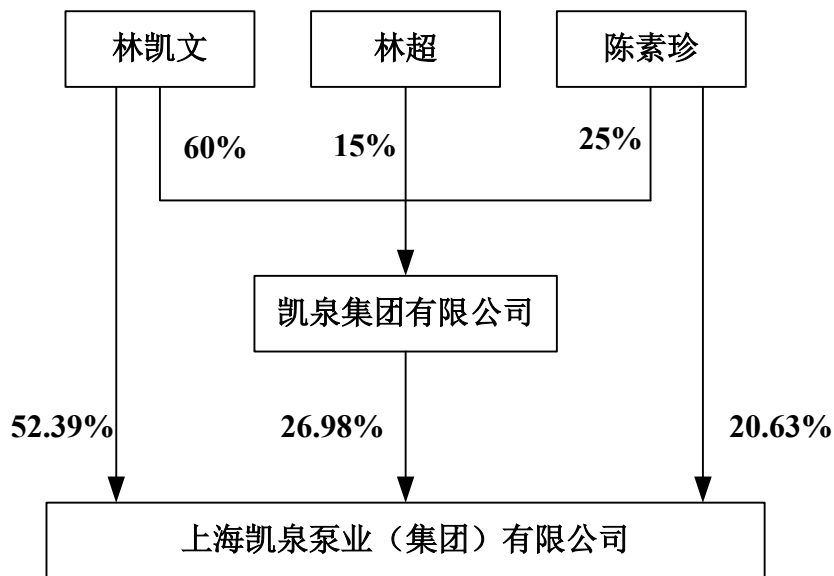 林凯文
林超
陈素珍
60%
15%
25%
凯泉集团有限公司
52.39%
26.98%
20.63%
上海凯泉泵业（集团）有限公司